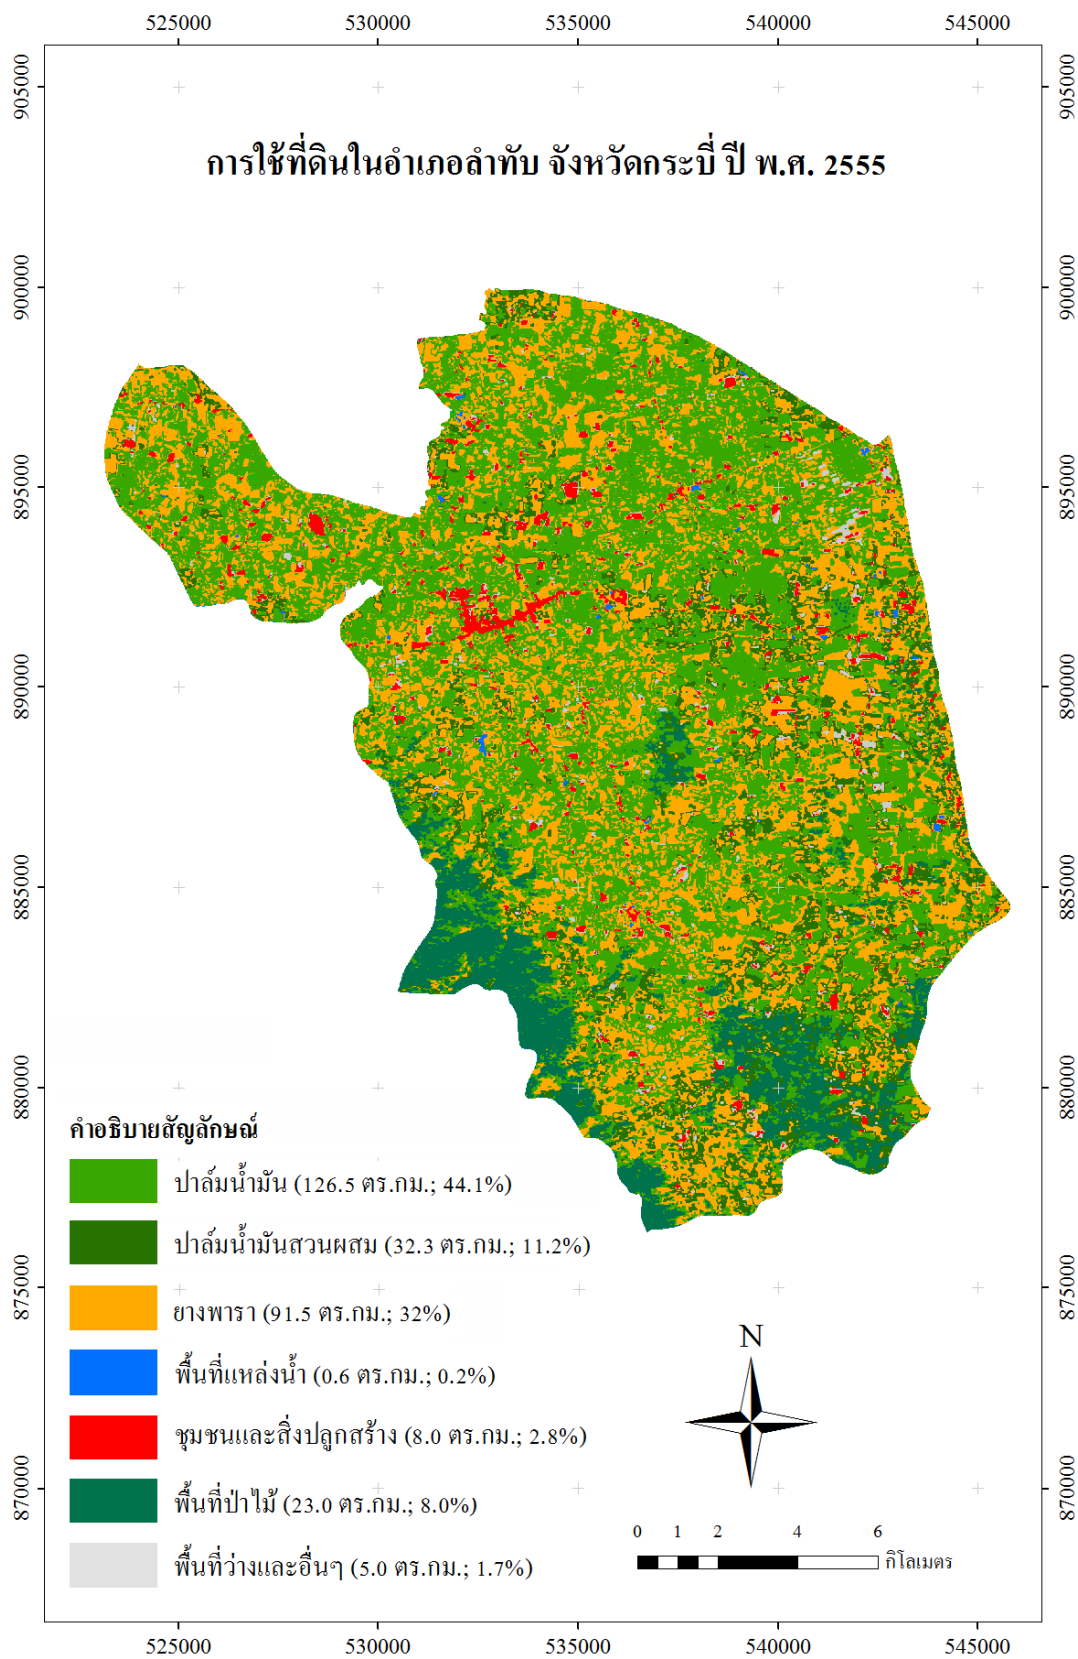 525000 530000 535000 540000 545000
905000 905000
การใช้ที่ดินในอำเภอลำทับ จังหวัดกระบี่ ปี พ.ศ. 2555
900000 900000
895000 895000
890000 890000
885000 885000
880000 880000
คำอธิบายสัญลักษณ์
ปาล์มน้ำมัน (126.5 ตร.กม.; 44.1%)
ปาล์มน้ำมันสวนผสม (32.3 ตร.กม.; 11.2%)
875000 875000
ยางพารา (91.5 ตร.กม.; 32%)
N
พื้นที่แหล่งน้ำ (0.6 ตร.กม.; 0.2%)
ชุมชนและสิ่งปลูกสร้าง (8.0 ตร.กม.; 2.8%)
870000 870000
พื้นที่ป่าไม้ (23.0 ตร.กม.; 8.0%)
0 1 2 4 6
กิโลเมตร
พื้นที่ว่างและอื่นๆ (5.0 ตร.กม.; 1.7%)
525000 530000 535000 540000 545000